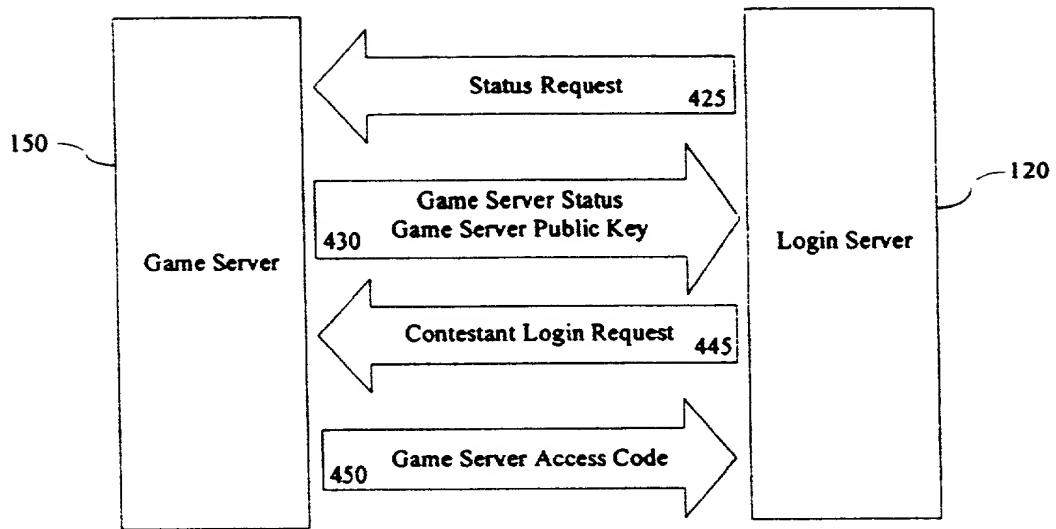 Status Request
425
150
120
Game Server Status
Game Server Public Key
430
Game Server
Login Server
Contestant Login Request
445
Game Server Access Code
450